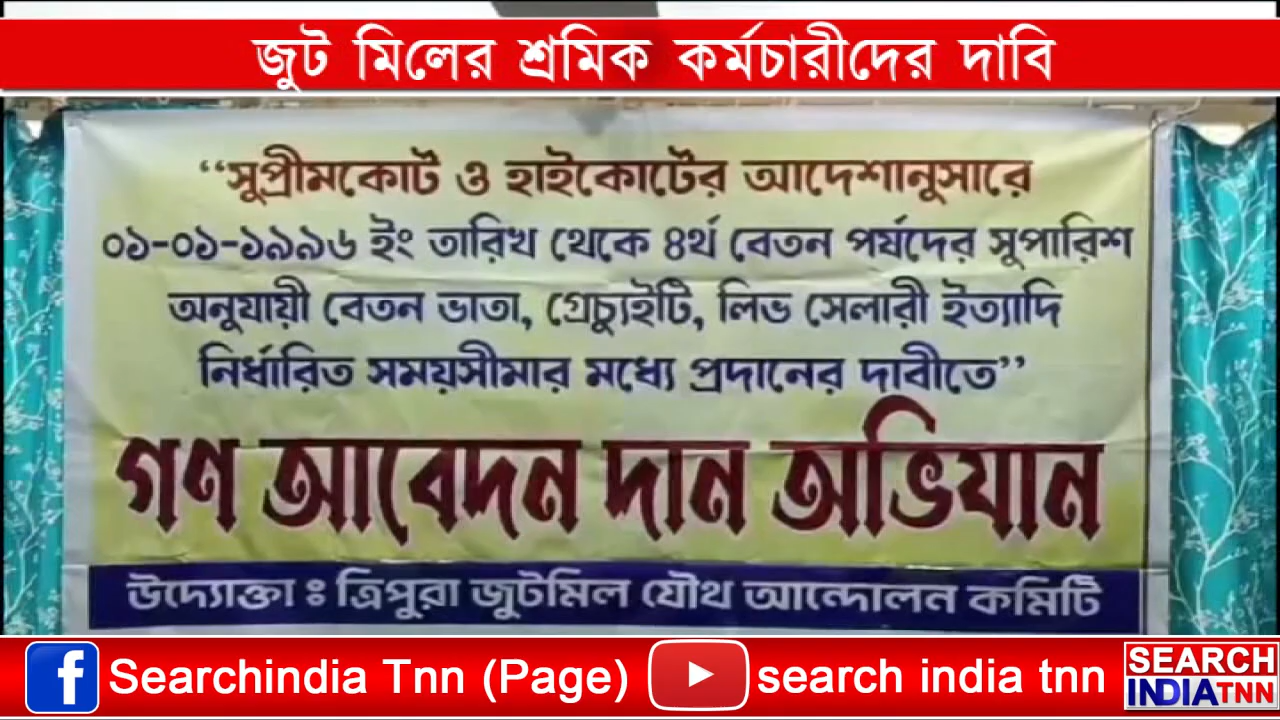 জুট মিলের শ্রমিক কর্মচারীদের দাবি
‘‘সুপ্রীমকোর্ট ও হাইকোর্টের আদেশানুসারে
০১-০১-১৯৯৬ ইং তারিখ থেকে ৪র্থ বেতন পর্ষদের সুপারিশ
অনুযায়ী বেতন ভাতা, গ্রেচ্যুইটি, লিভ সেলারী ইত্যাদি
নির্ধারিত সময়সীমার মধ্যে প্রদানের দাবীতে’’
গণ আবেদন দান অভিযান
উদ্যোক্তা ঃ ত্রিপুরা জুটমিল যৌথ আন্দোলন কমিটি
f Searchindia Tnn (Page) search india tnn
SEARCH
INDIATNN